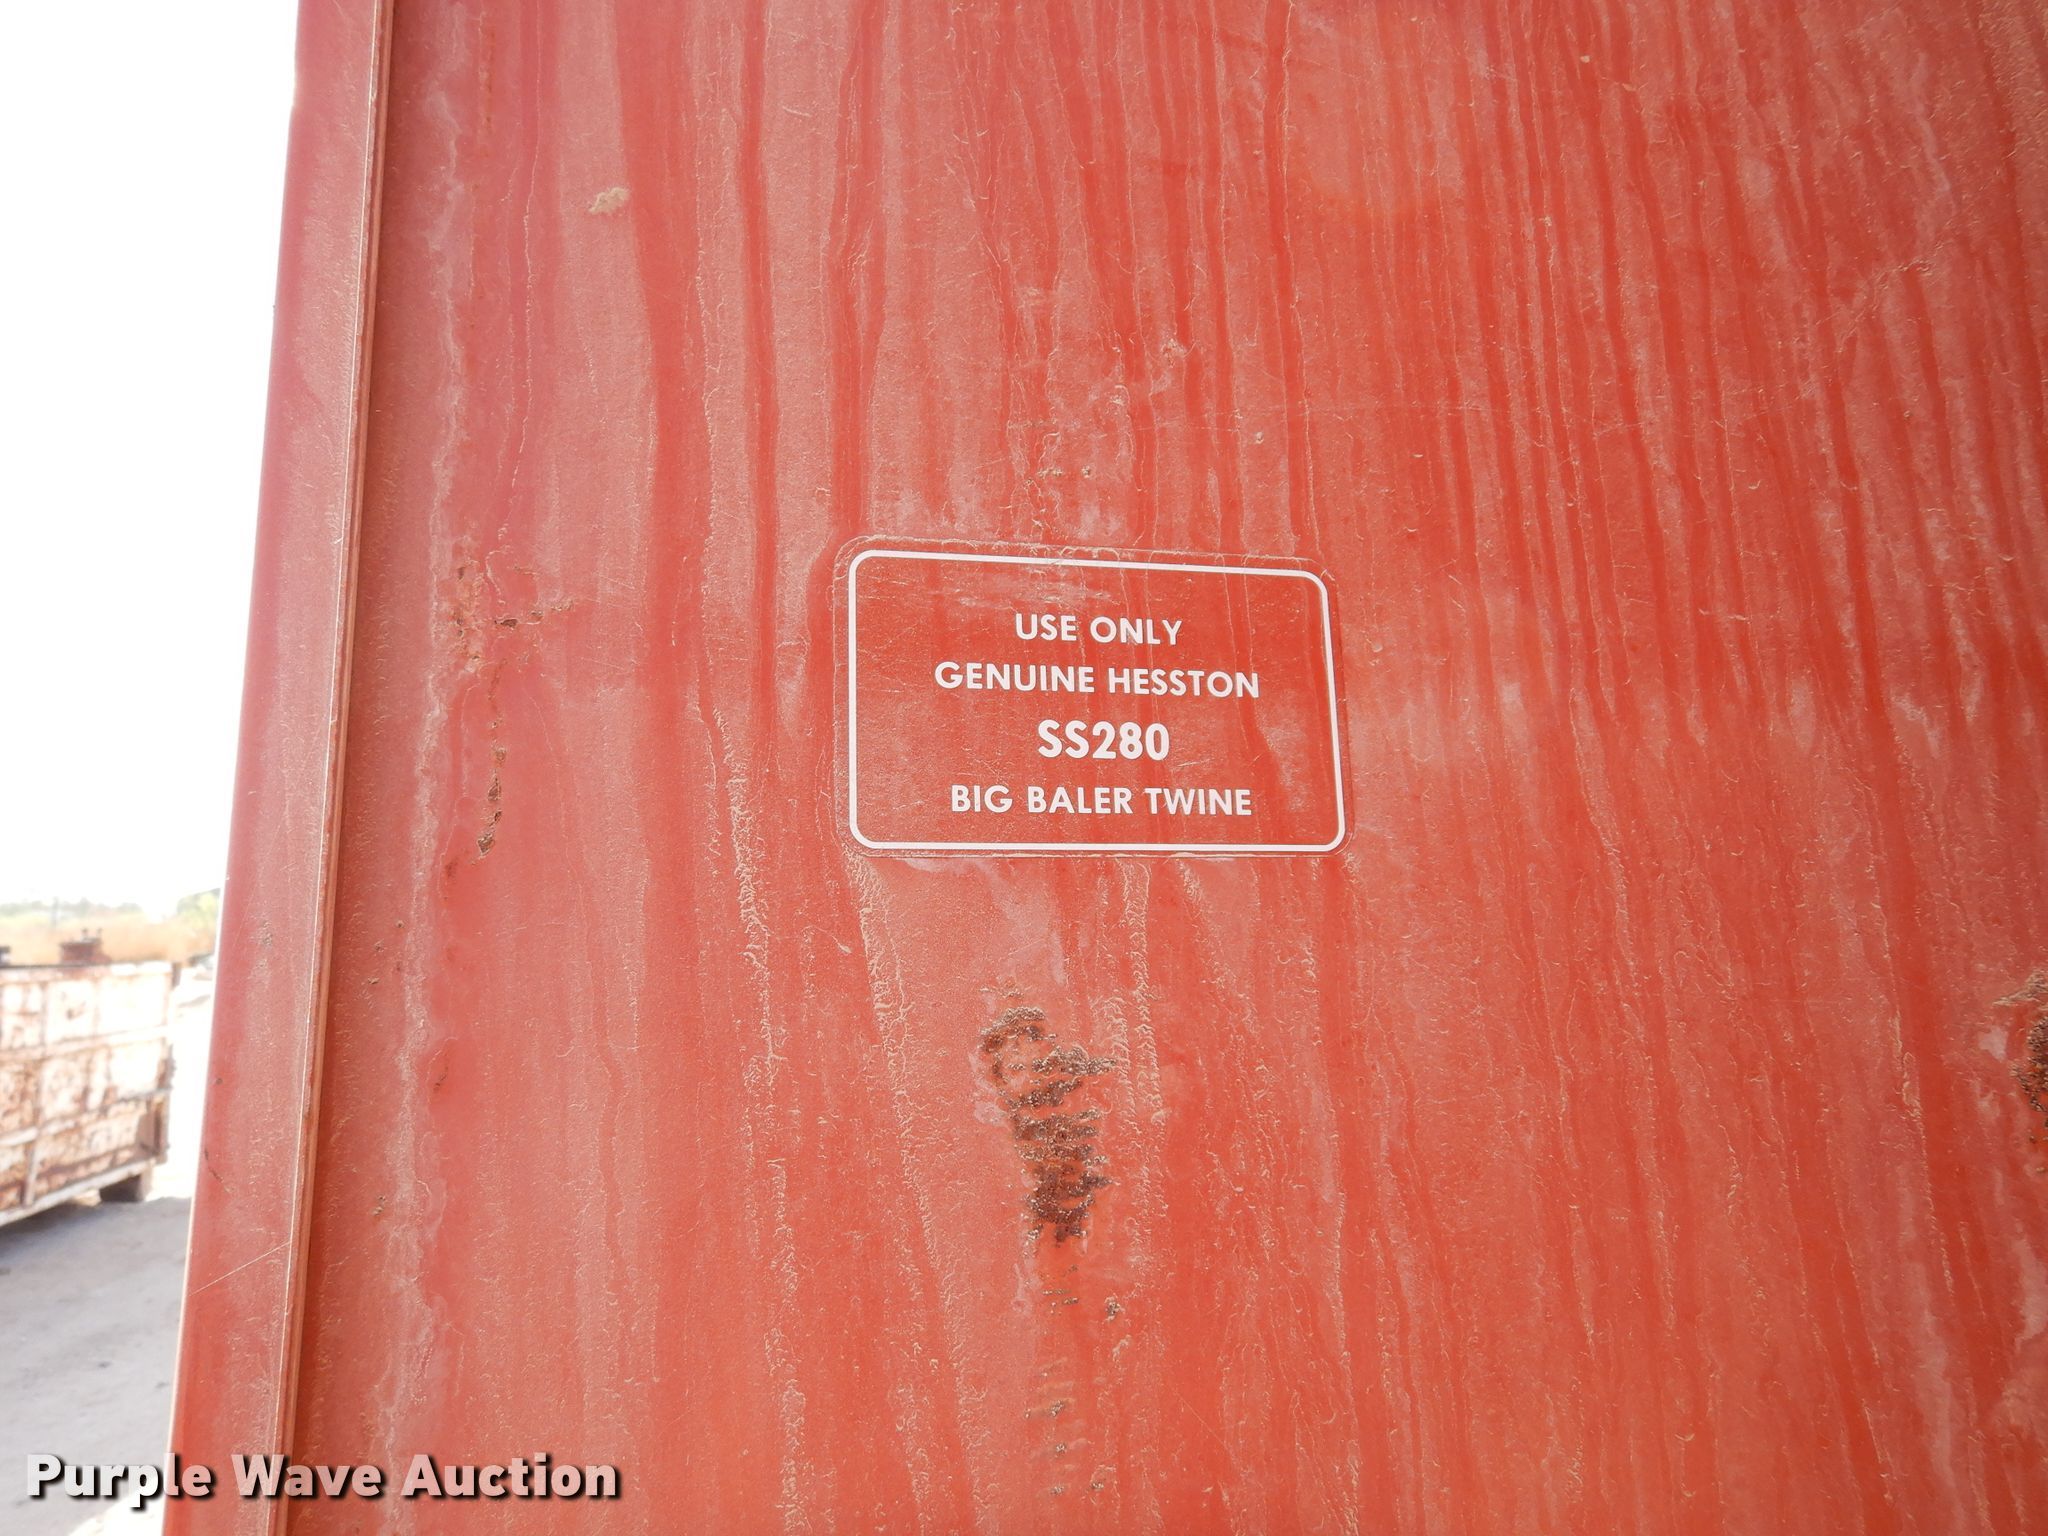 USE ONLY
GENUINE HESSTON
SS280
BIG BALER TWINE
Purple Wave Auction